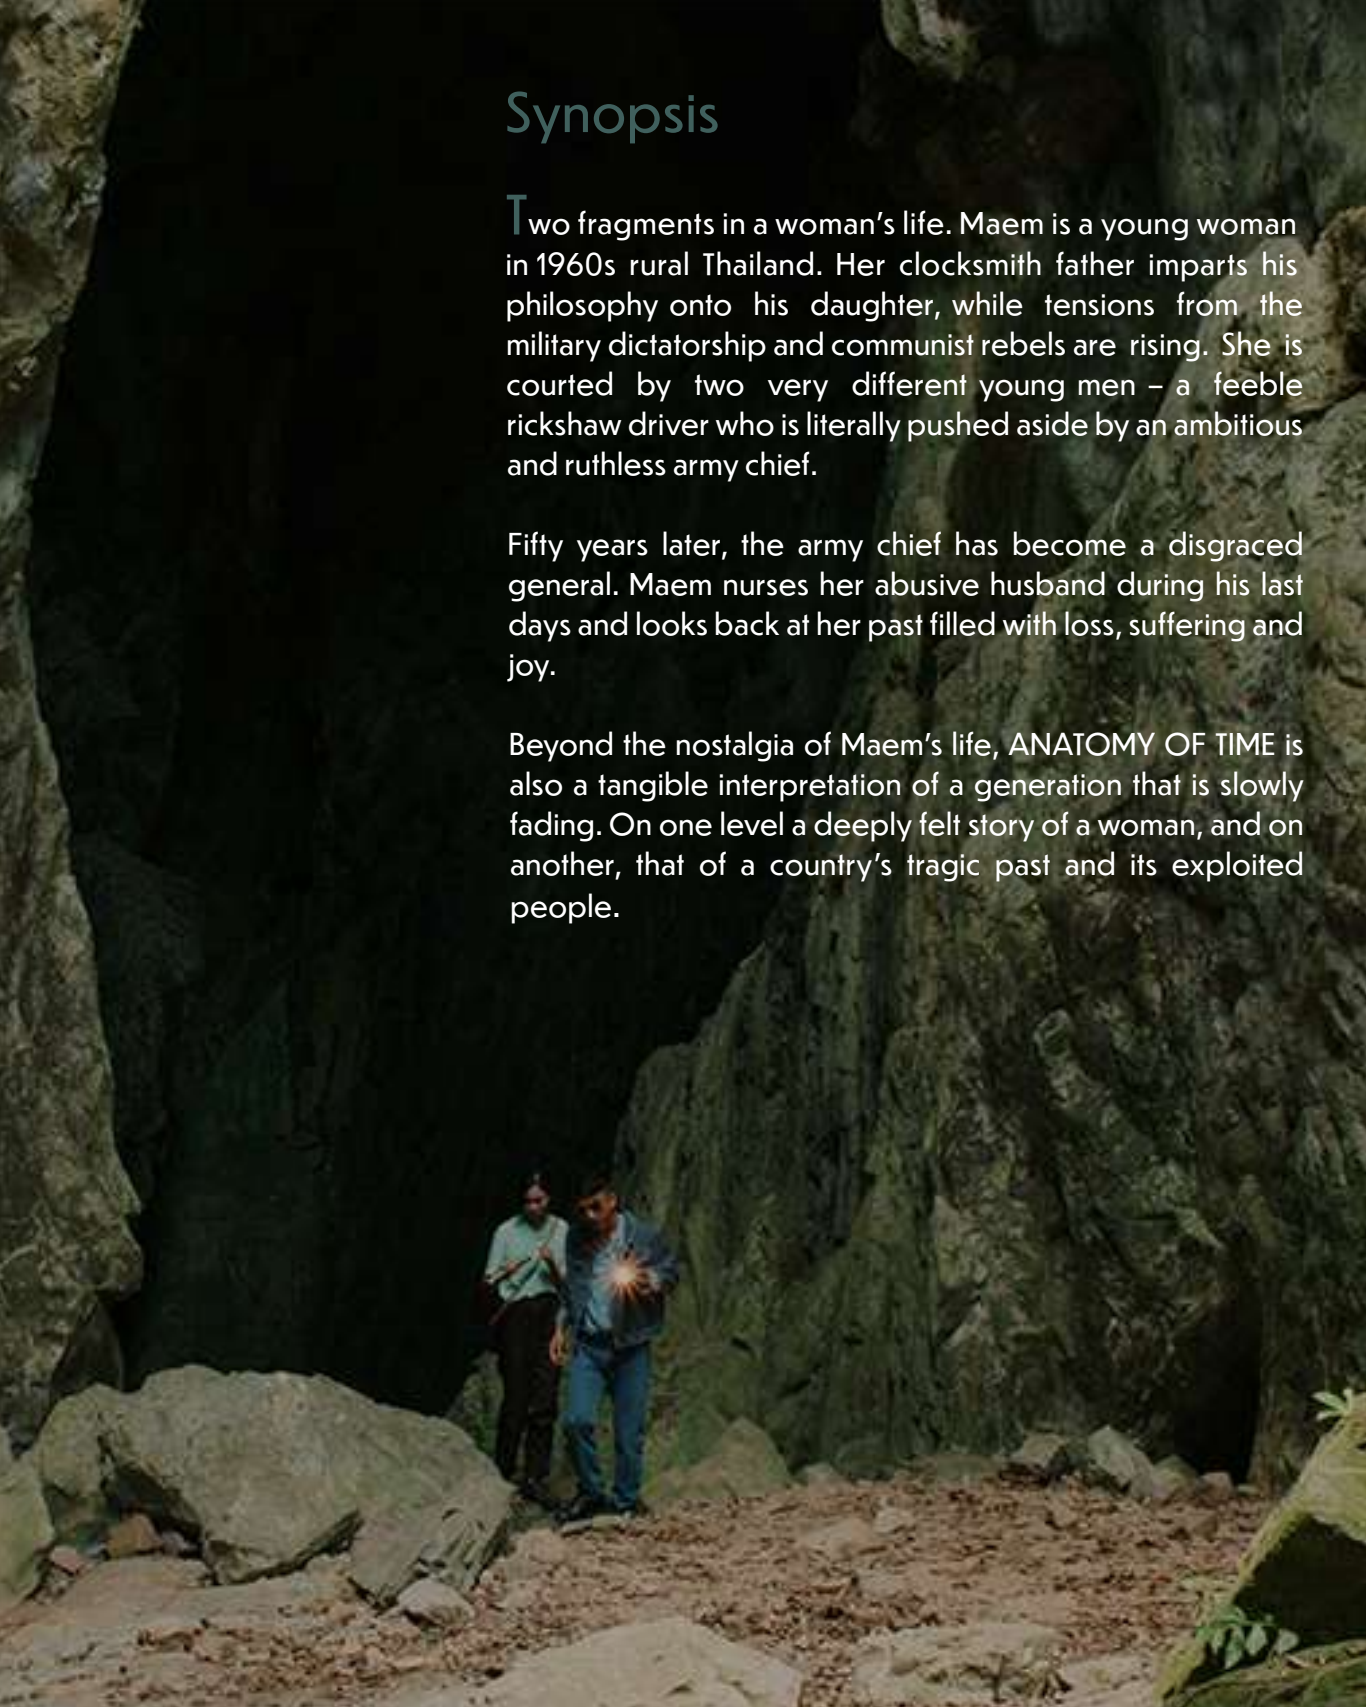 Synopsis
Two fragments in a woman’s life. Maem is a young woman
in 1960s rural Thailand. Her clocksmith father imparts his
philosophy onto his daughter, while tensions from the
military dictatorship and communist rebels are rising. She is
courted by two very different young men – a feeble
rickshaw driver who is literally pushed aside by an ambitious
and ruthless army chief.
Fifty years later, the army chief has become a disgraced
general. Maem nurses her abusive husband during his last
days and looks back at her past filled with loss, suffering and
joy.
Beyond the nostalgia of Maem’s life, ANATOMY OF TIME is
also a tangible interpretation of a generation that is slowly
fading. On one level a deeply felt story of a woman, and on
another, that of a country’s tragic past and its exploited
people.